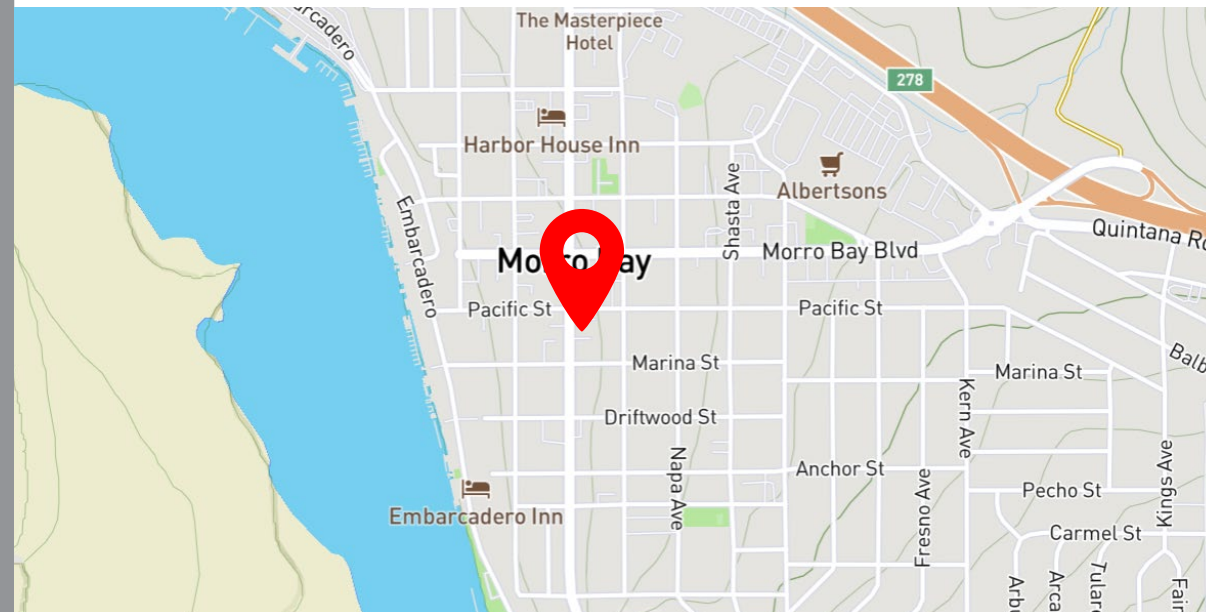 The Masterpiece
Hotel
278
Harbor House Inn
Albertsons
Shasta Ave
Embarcadero
Quintana
Morro Bay Blvd
Pacific St
Pacific St
Marina St
Marina St
Driftwood St
Kern Ave
Anchor St
Napa Ave
Fresno Ave
Kings Ave
Pecho St
Embarcadero Inn
Carmel St